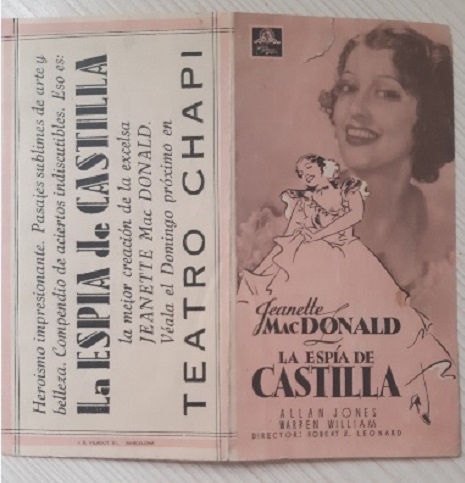 Heroismo impresionante. Pasajes sublimes de arte y
belleza. Compendio de aciertos indiscutibles. Eso es:
La ESPIA de CASTILLA
la mejor creación de la excelsa
JEANETTE Mac DONALD.
Véala el Domingo próximo en
TEATRO CHAPI
Jeanette
MACDONALD
LA ESPÍA DE
CASTILLA
ALLAN JONES
WARREN WILLIAM
DIRECTOR: ROBERT Z. LEONARD